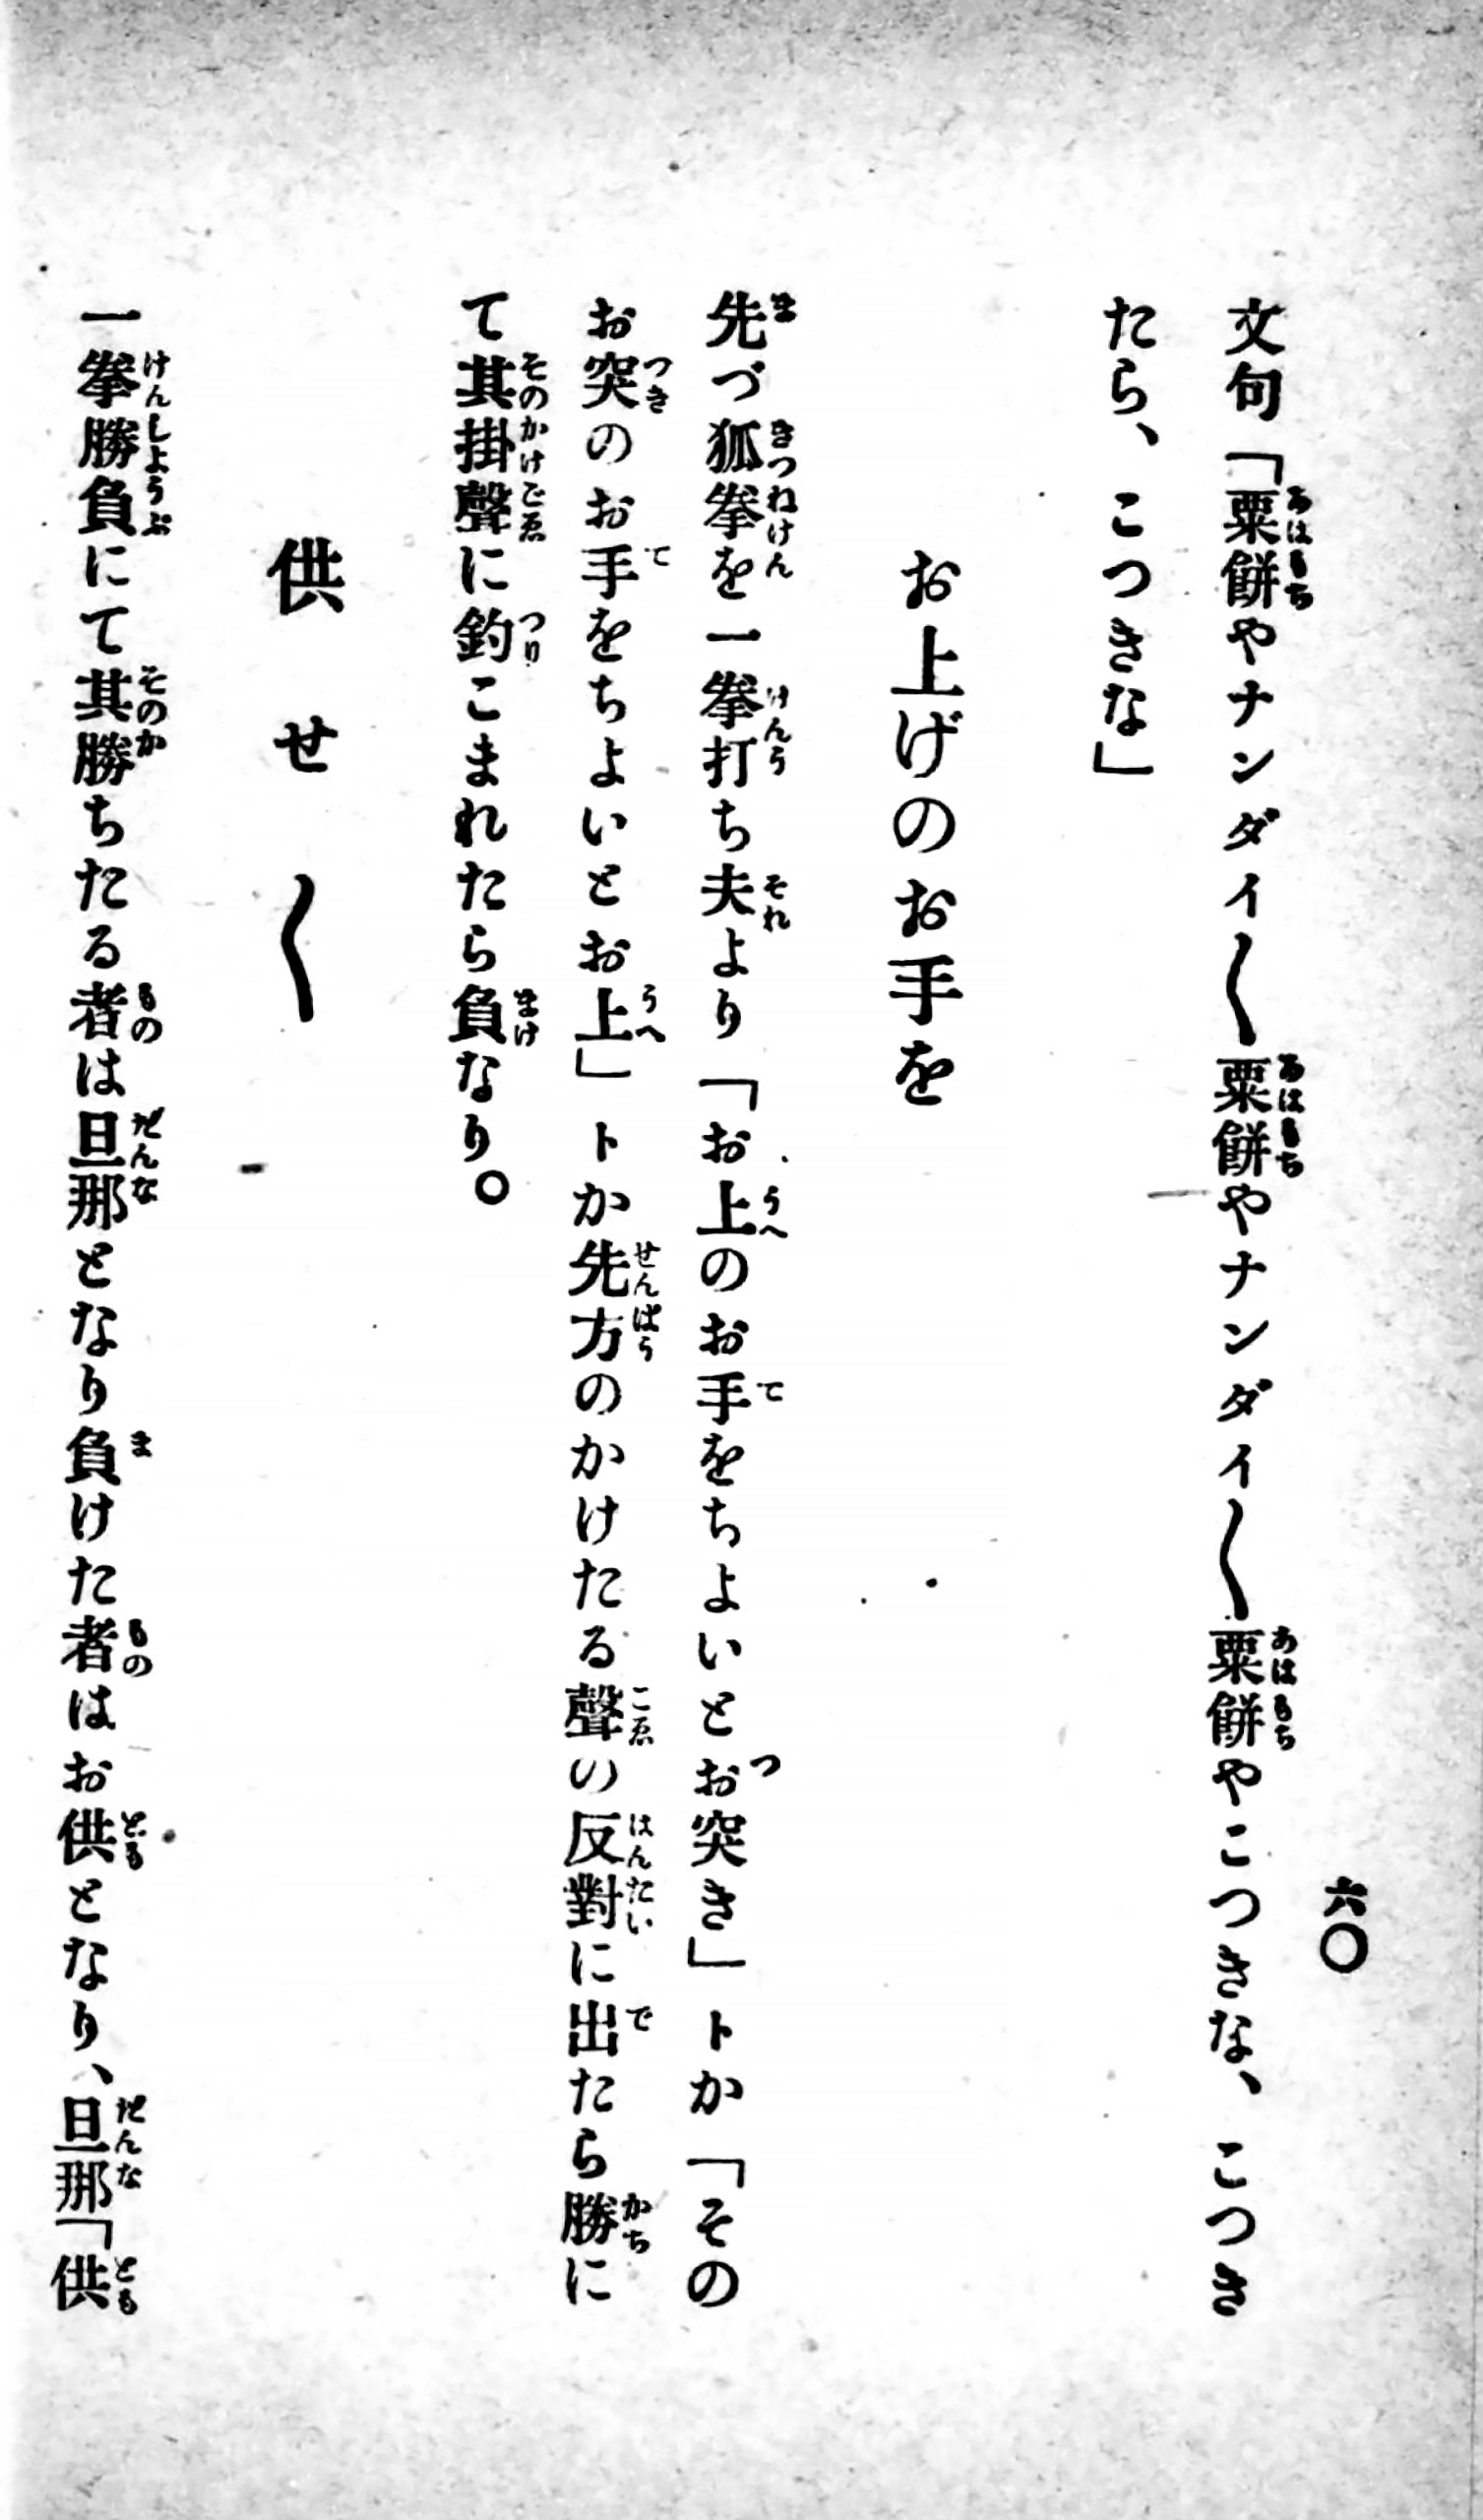 六〇
文句「粟餅やナンダイ〱粟餅やナンダイ〱粟餅やこつきな、こつき
たら、こつきな」
お上げのお手を
先づ狐拳を一拳打ち夫より「お上のお手をちよいとお突き」トか「その
お突のお手をちよいとお上」トか先方のかけたる聲の反對に出たら勝に
て其掛聲に釣こまれたら負なり。
供せ〱
一拳勝負にて其勝ちたる者は旦那となり負けた者はお供となり、旦那「供